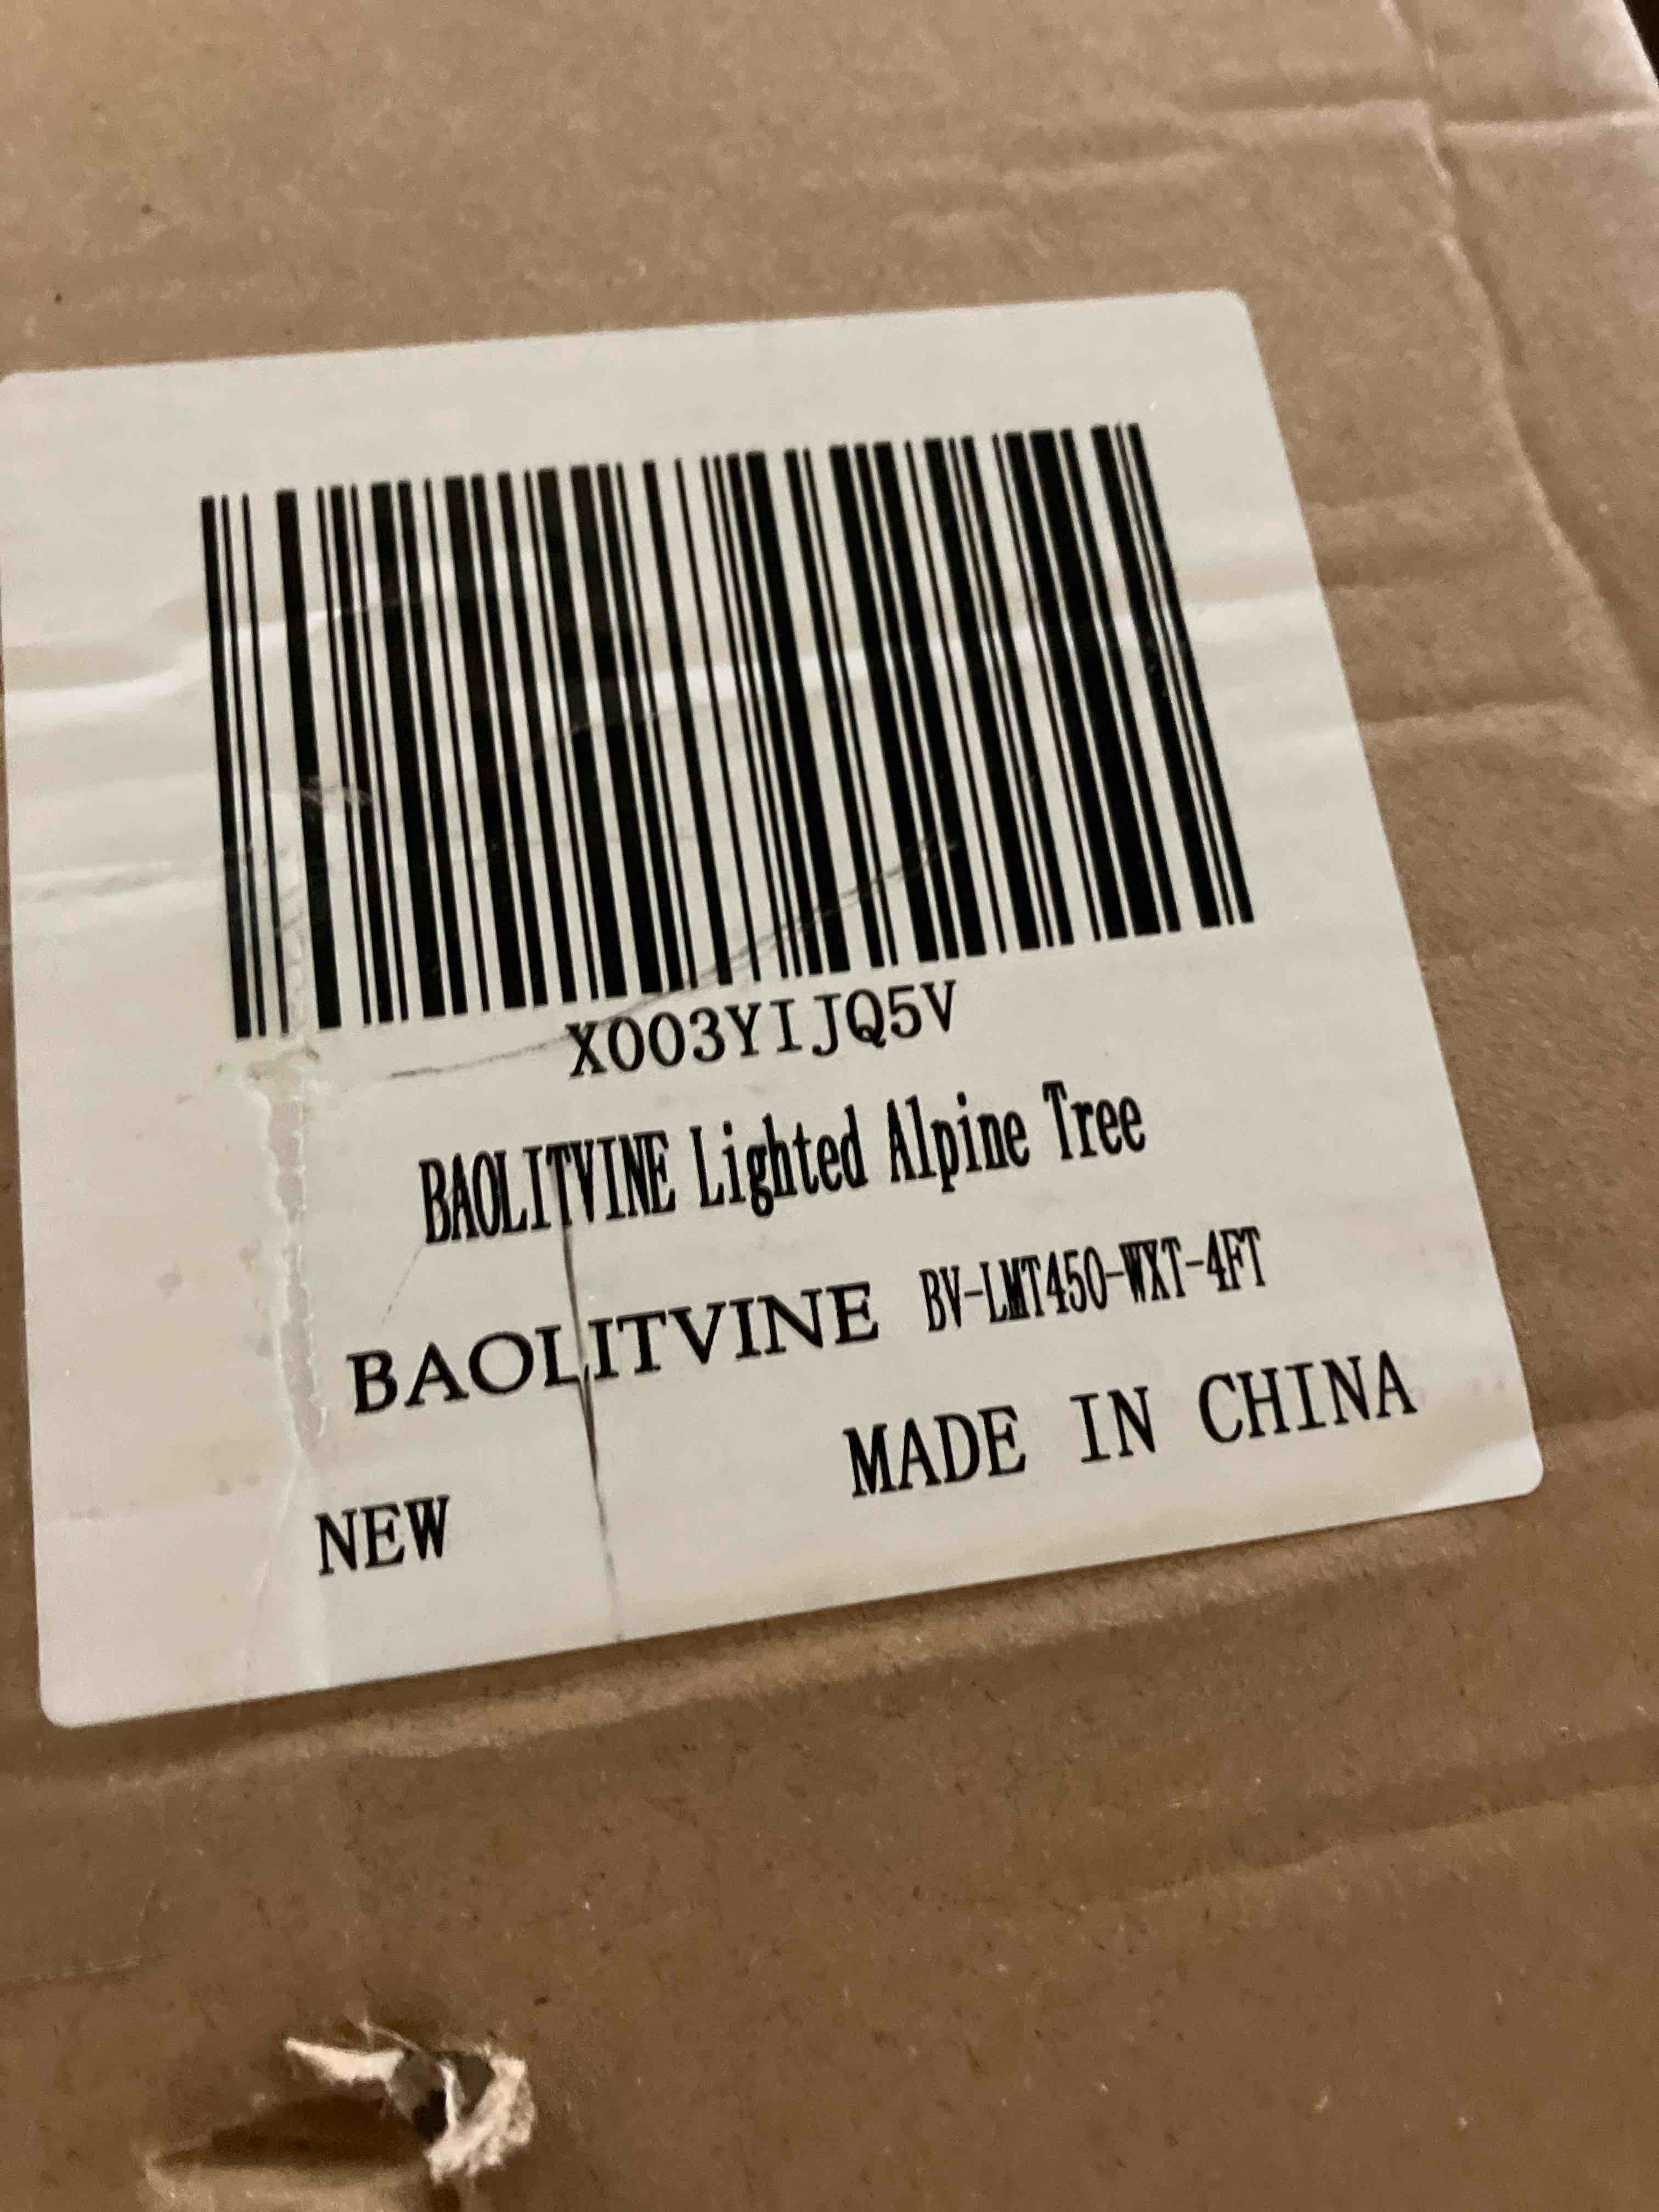 X003YIJQ5V
BAOLITVINE Lighted Alpine Tree
BAOLITVINE BV-LMT450-WXT-4FT
NEW MADE IN CHINA